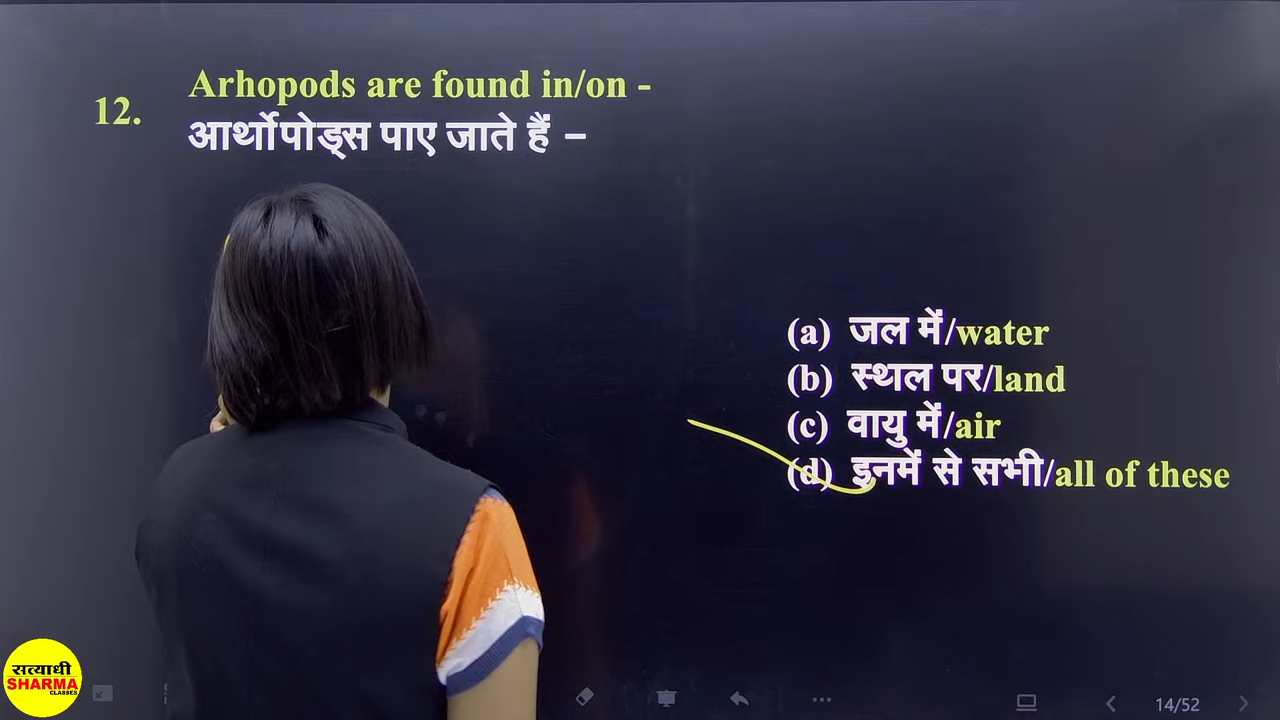 12.
Arhopods are found in/on -
आर्थोपोड्स पाए जाते हैं –
(a) जल में/water
(b) स्थल पर/land
(c) वायु में/air
(d) इनमें से सभी/all of these
सत्याधी
SHARMA
CLASSES
14/52